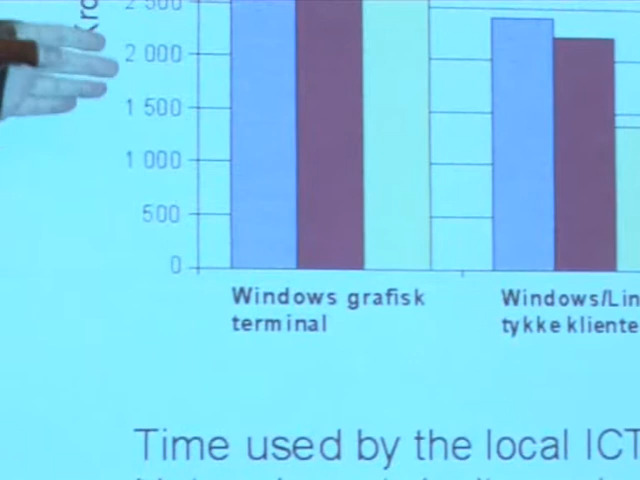 Kro
2 500
2 000
1 500
1 000
500
0
Windows grafisk
terminal
Windows/Lin
tykke kliente
Time used by the local ICT